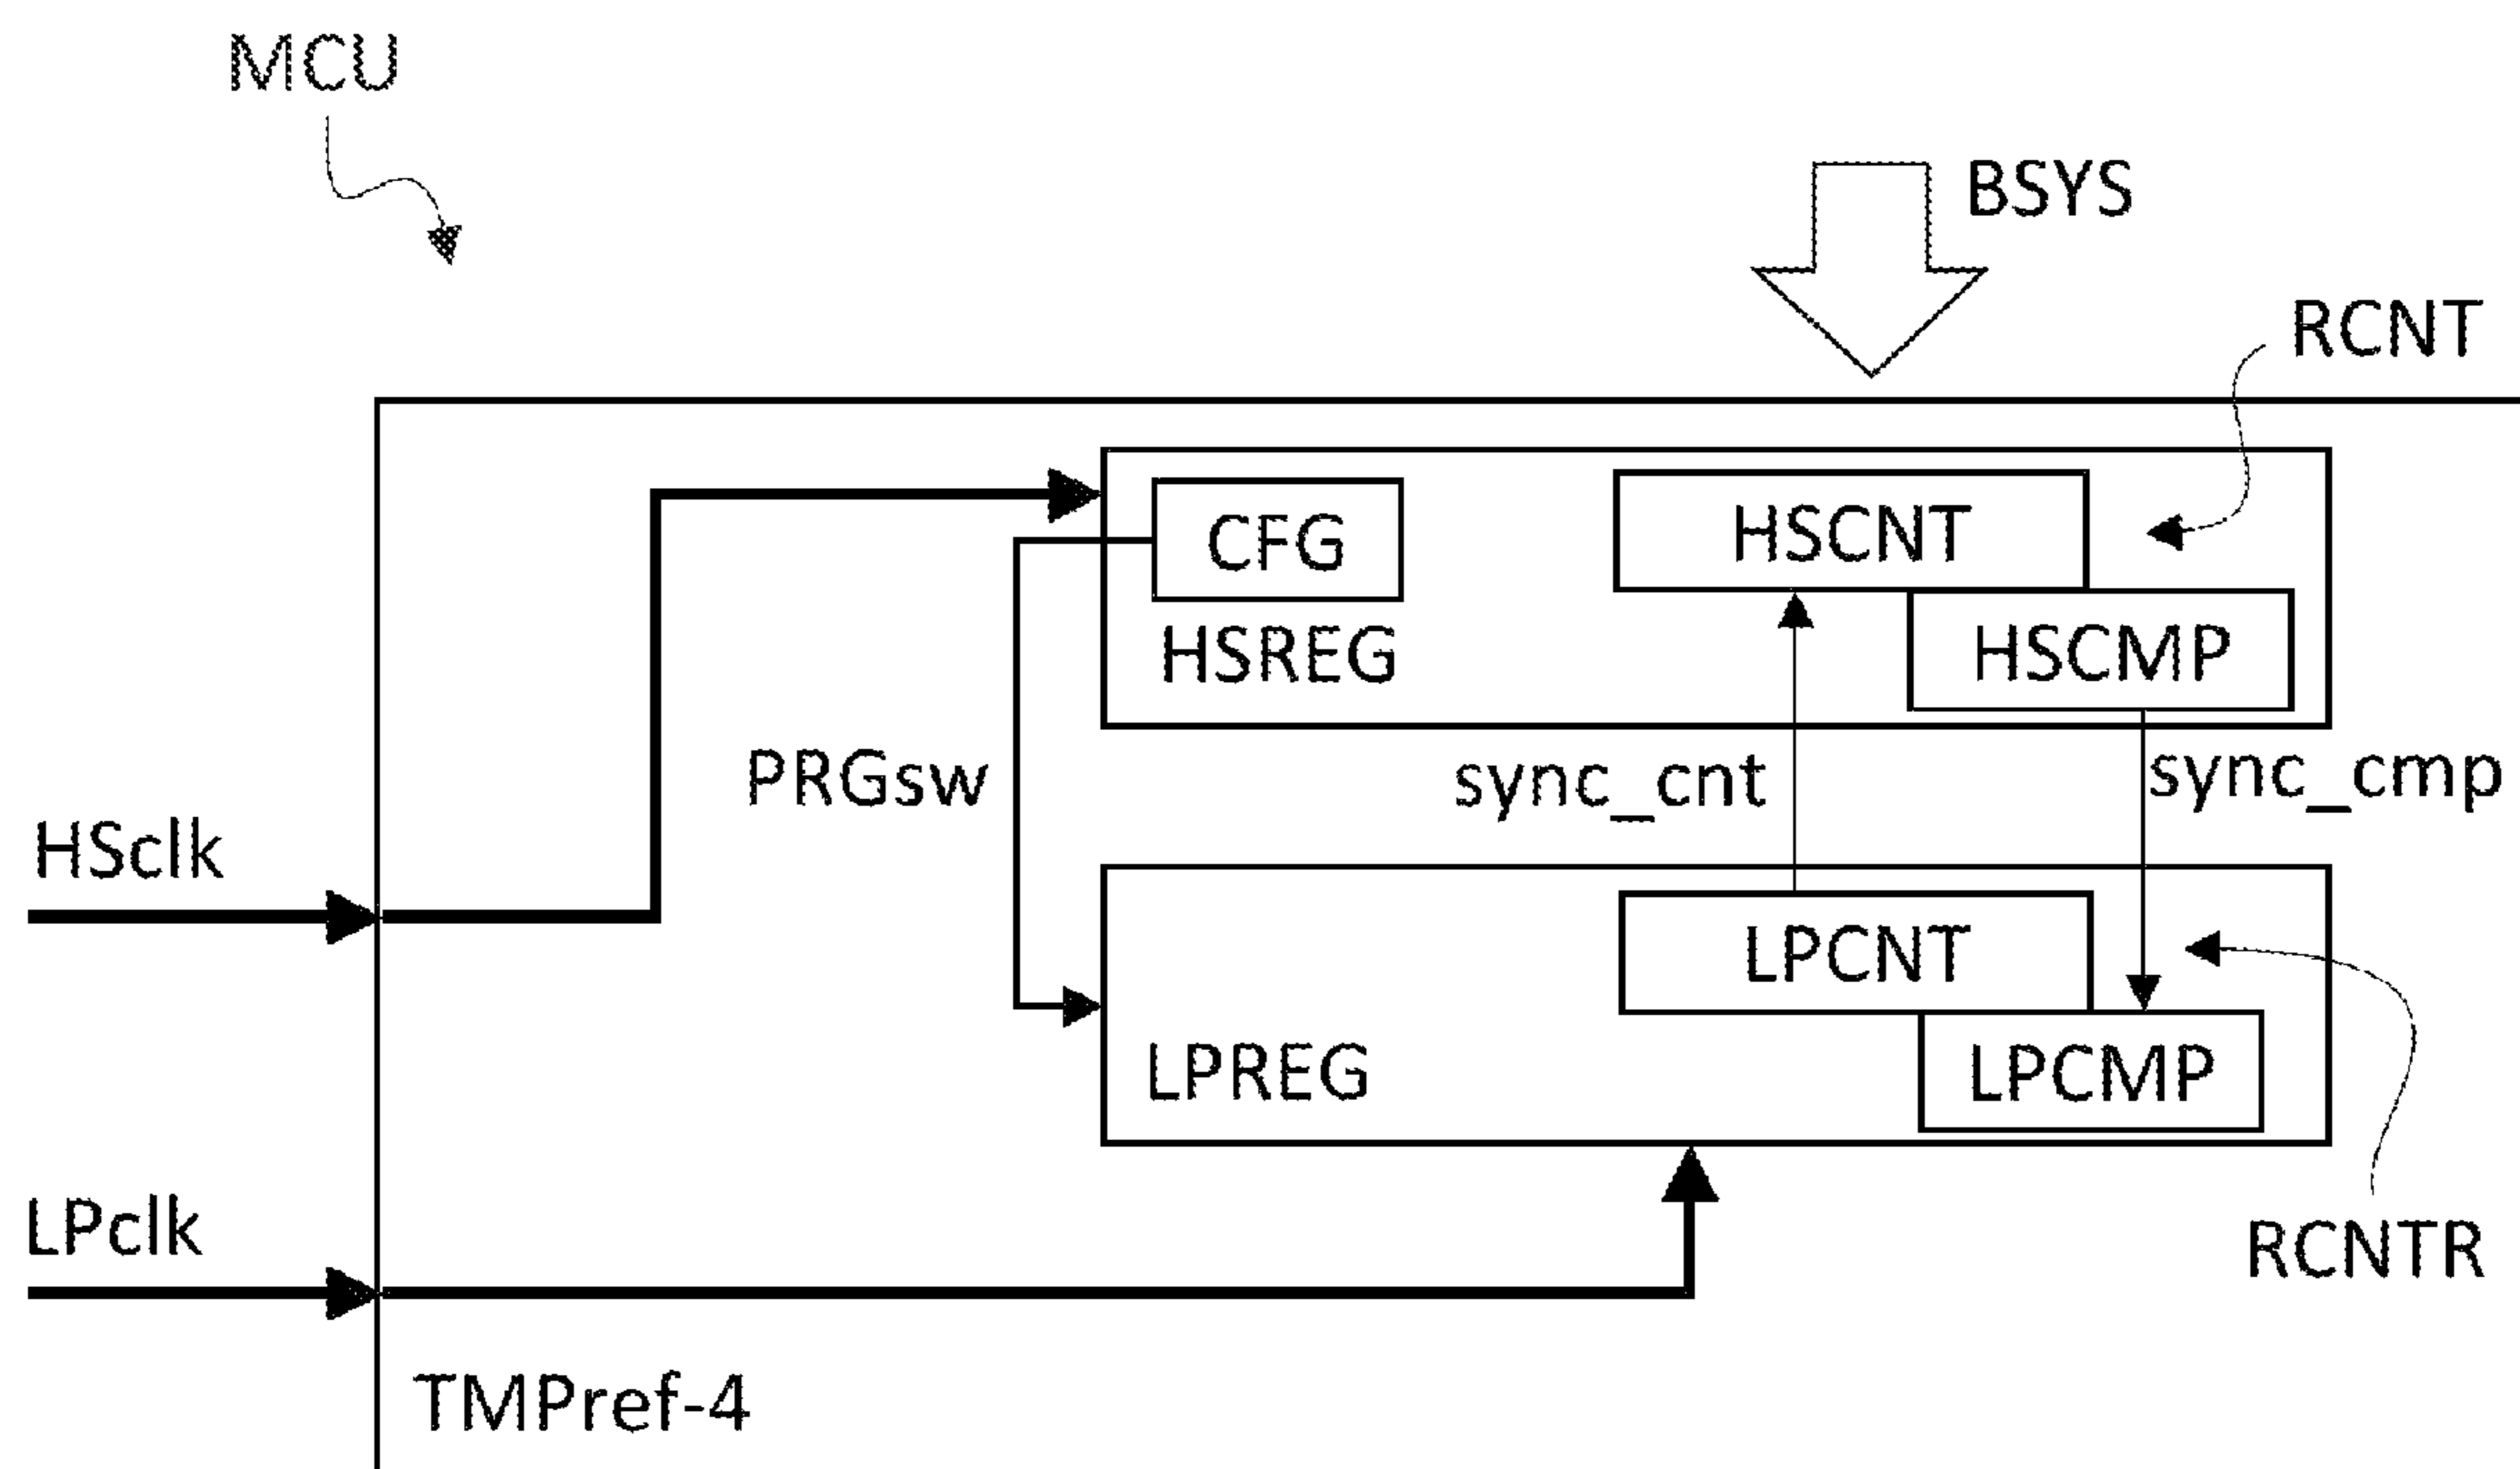 MCU
BSYS
RCNT
CFG
HSCNT
HSREG
HSCMP
PRGsw
sync_cnt
sync_cmp
HSclk
LPCNT
LPREG
LPCMP
LPclk
RCNTR
TMPref-4